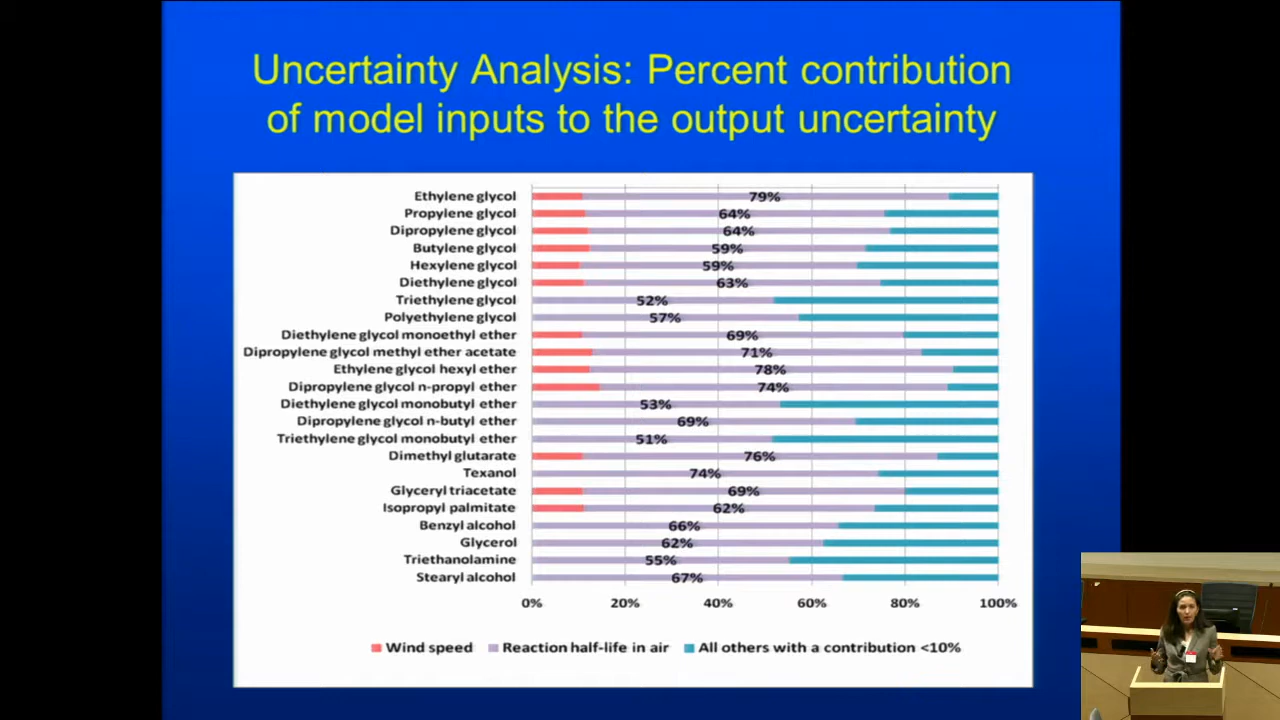 Uncertainty Analysis: Percent contribution
of model inputs to the output uncertainty
Ethylene glycol 79%
Propylene glycol 64%
Dipropylene glycol 64%
Butylene glycol 59%
Hexylene glycol 59%
Diethylene glycol 63%
Triethylene glycol 52%
Polyethylene glycol 57%
Diethylene glycol monoethyl ether 69%
Dipropylene glycol methyl ether acetate 71%
Ethylene glycol hexyl ether 78%
Dipropylene glycol n-propyl ether 74%
Diethylene glycol monobutyl ether 53%
Dipropylene glycol n-butyl ether 69%
Triethylene glycol monobutyl ether 51%
Dimethyl glutarate 76%
Texanol 74%
Glyceryl triacetate 69%
Isopropyl palmitate 62%
Benzyl alcohol 66%
Glycerol 62%
Triethanolamine 55%
Stearyl alcohol 67%
0% 20% 40% 60% 80% 100%
Wind speed Reaction half-life in air All others with a contribution <10%